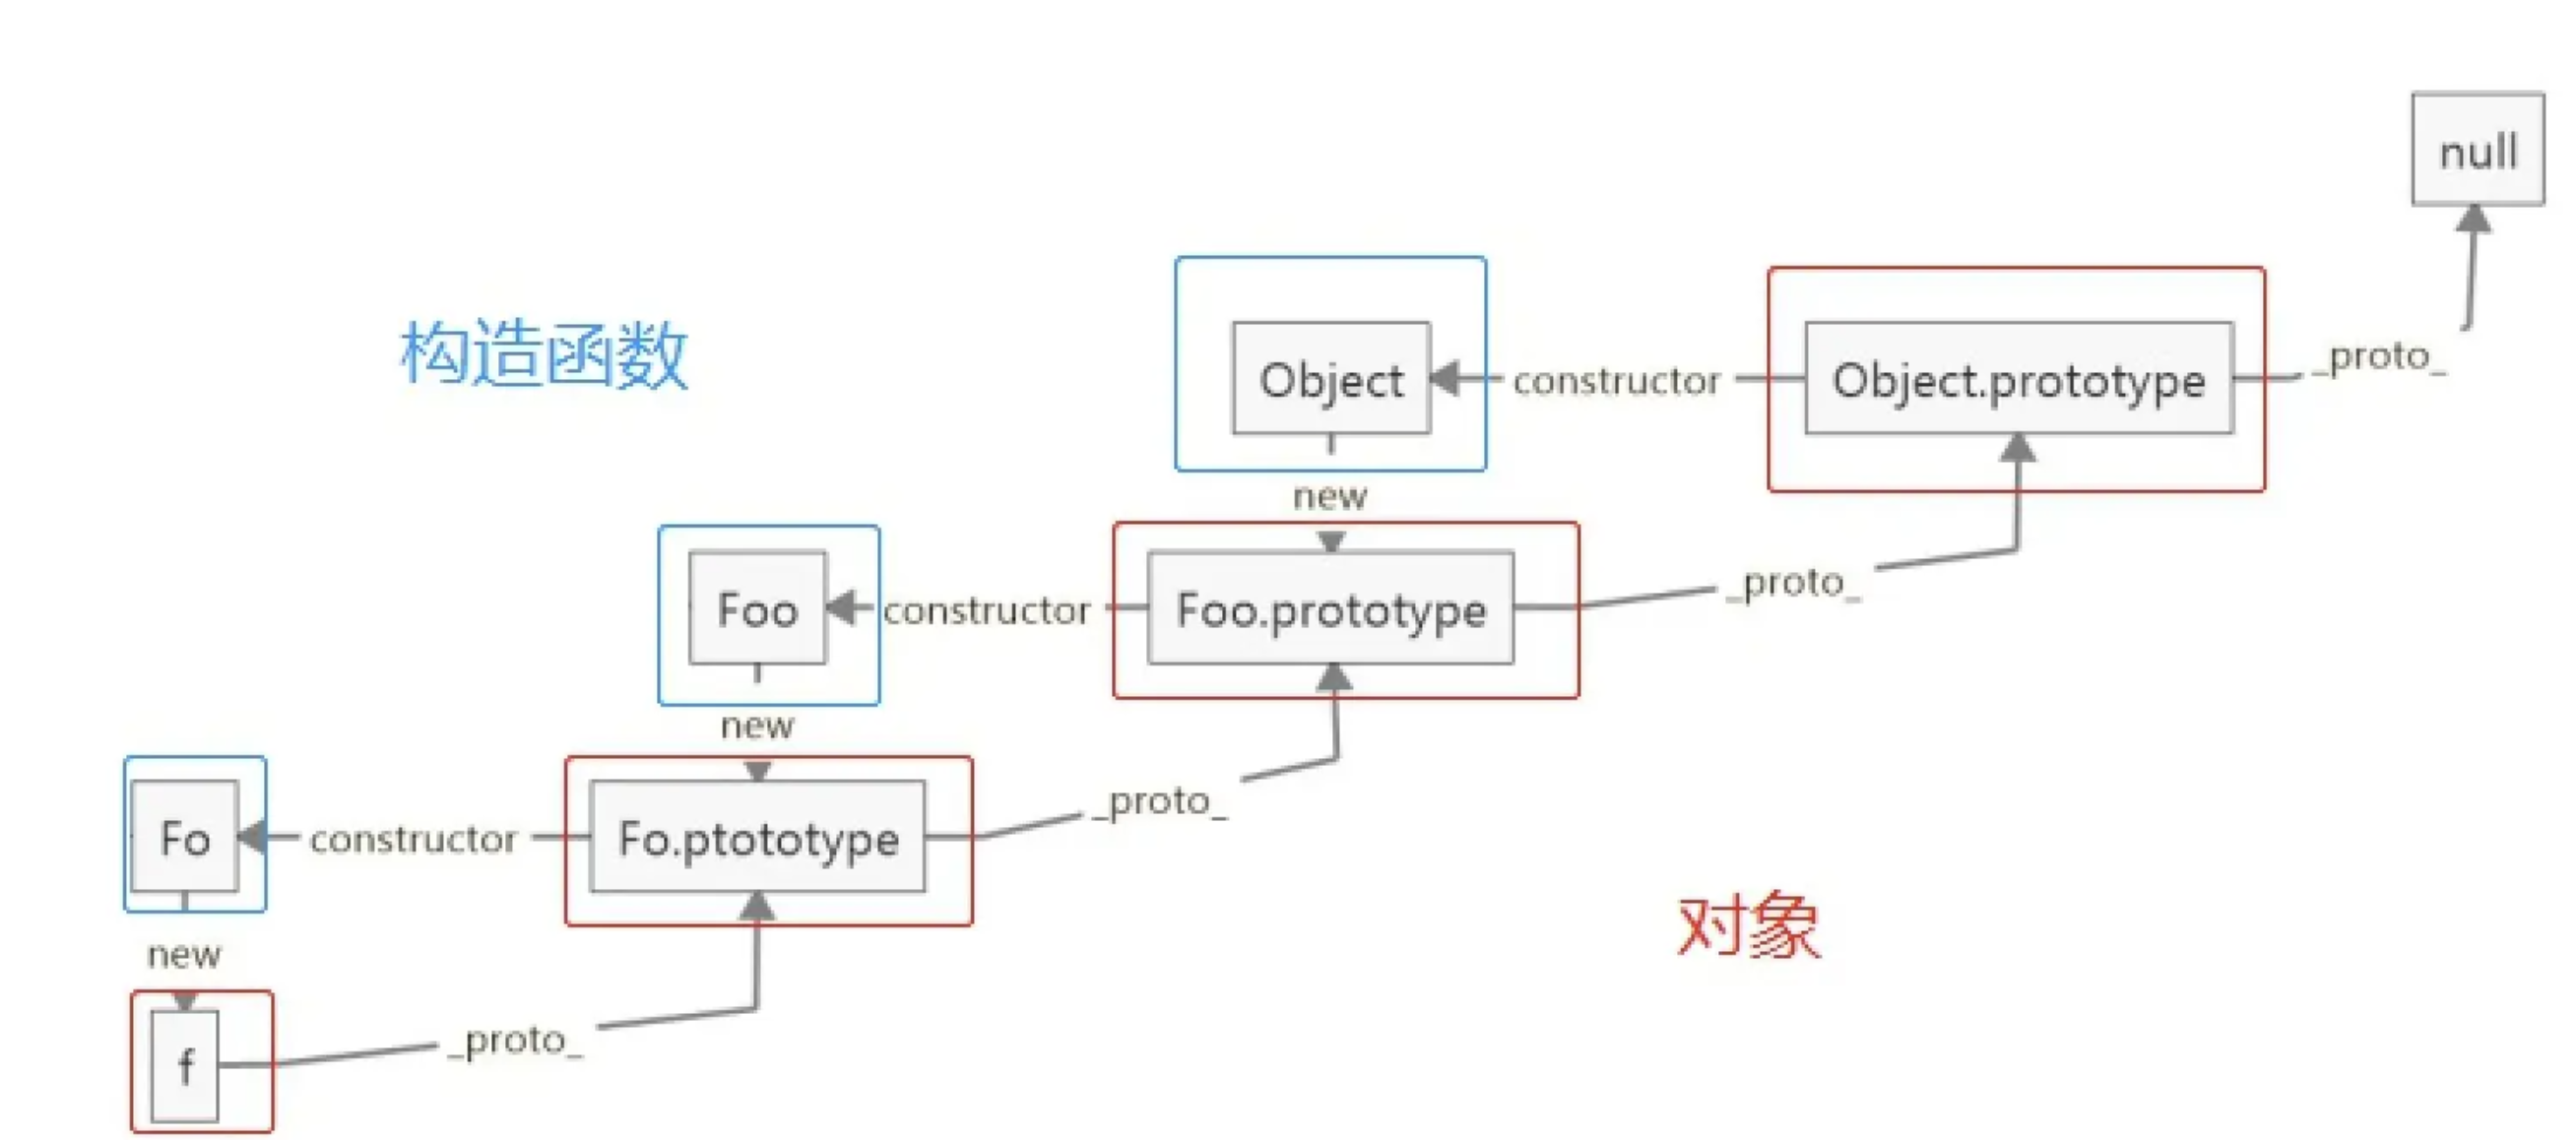 null
构造函数
Object
constructor
Object.prototype
_proto_
new
Foo
constructor
Foo.prototype
_proto_
new
Fo
constructor
Fo.ptototype
_proto_
对象
new
f
_proto_